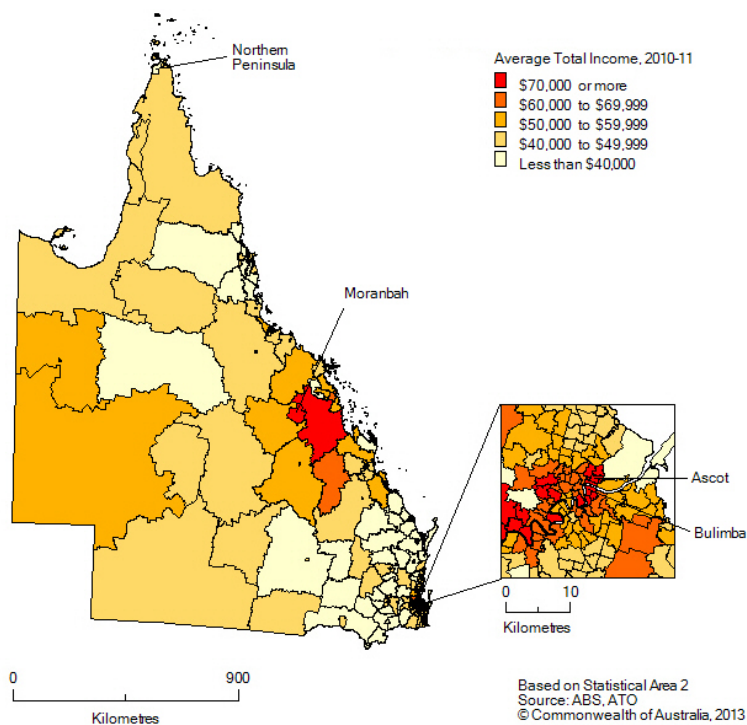 Northern
Peninsula
Average Total Income, 2010-11
$70,000 or more
$60,000 to $69,999
$50,000 to $59,999
$40,000 to $49,999
Less than $40,000
Moranbah
Ascot
Bulimba
0 10
Kilometres
0 900
Kilometres
Based on Statistical Area 2
Source: ABS, ATO
© Commonwealth of Australia, 2013